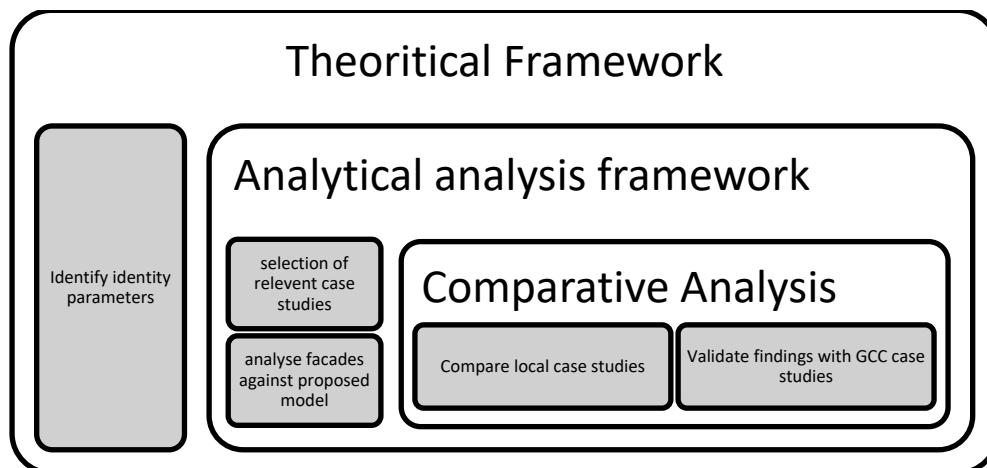 Theoritical Framework
Analytical analysis framework
Identify identity
parameters
selection of
relevent case
studies
analyse facades
against proposed
model
Comparative Analysis
Compare local case studies
Validate findings with GCC case
studies